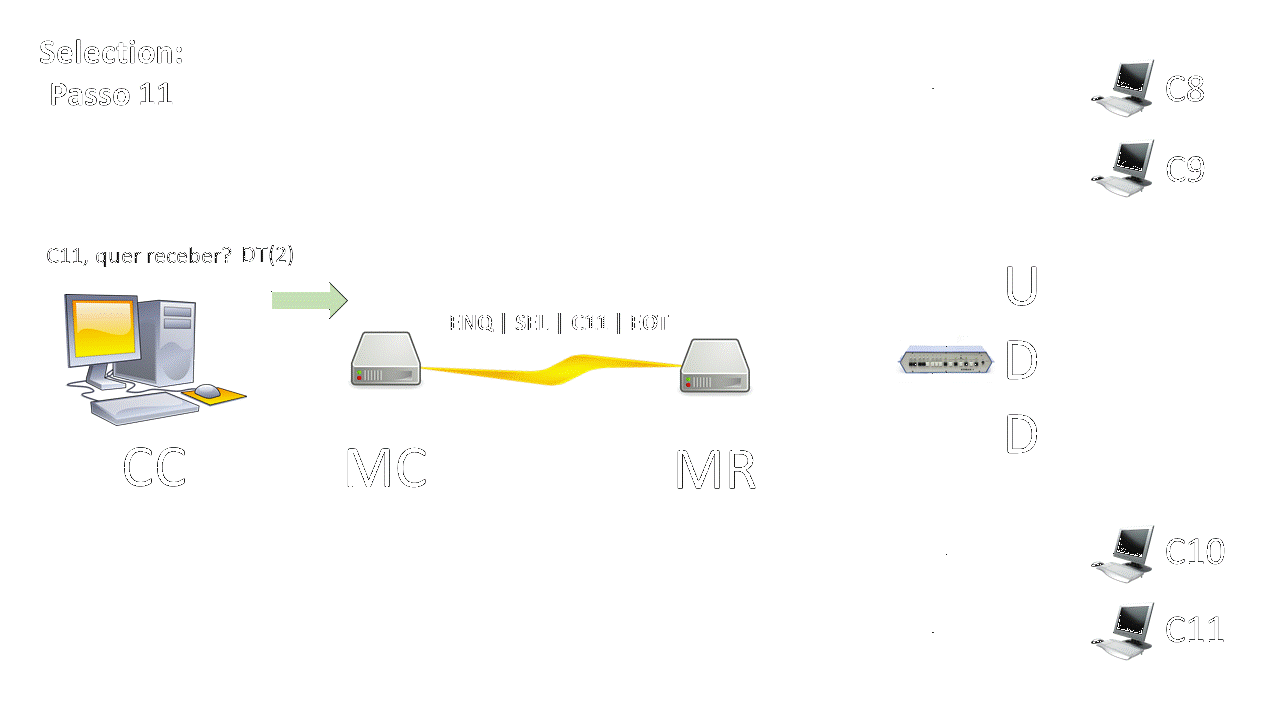 Selection:
Passo 11
C8
C9
C11, quer receber? DT(2)
ENQ | SEL | C11 | EOT
U
D
D
CC
MC
MR
C10
C11